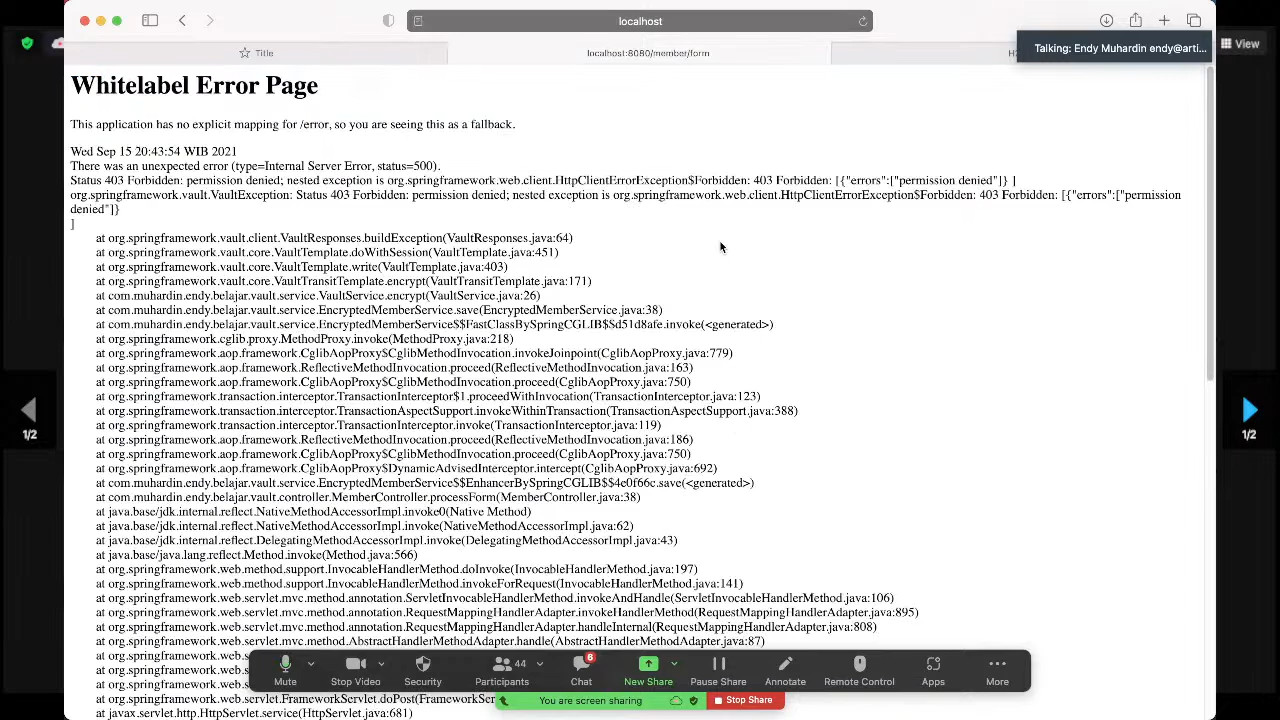 localhost
Title
localhost:8080/member/form
Talking: Endy Muhardin endy@arti...
View
Whitelabel Error Page
This application has no explicit mapping for /error, so you are seeing this as a fallback.
Wed Sep 15 20:43:54 WIB 2021
There was an unexpected error (type=Internal Server Error, status=500).
Status 403 Forbidden: permission denied; nested exception is org.springframework.web.client.HttpClientErrorException$Forbidden: 403 Forbidden: [{"errors":["permission denied"]} ]
org.springframework.vault.VaultException: Status 403 Forbidden: permission denied; nested exception is org.springframework.web.client.HttpClientErrorException$Forbidden: 403 Forbidden: [{"errors":["permission
denied"]}
]
at org.springframework.vault.client.VaultResponses.buildException(VaultResponses.java:64)
at org.springframework.vault.core.VaultTemplate.doWithSession(VaultTemplate.java:451)
at org.springframework.vault.core.VaultTemplate.write(VaultTemplate.java:403)
at org.springframework.vault.core.VaultTransitTemplate.encrypt(VaultTransitTemplate.java:171)
at com.muhardin.endy.belajar.vault.service.VaultService.encrypt(VaultService.java:26)
at com.muhardin.endy.belajar.vault.service.EncryptedMemberService.save(EncryptedMemberService.java:38)
at com.muhardin.endy.belajar.vault.service.EncryptedMemberService$$FastClassBySpringCGLIB$$d51d8afe.invoke(<generated>)
at org.springframework.cglib.proxy.MethodProxy.invoke(MethodProxy.java:218)
at org.springframework.aop.framework.CglibAopProxy$CglibMethodInvocation.invokeJoinpoint(CglibAopProxy.java:779)
at org.springframework.aop.framework.ReflectiveMethodInvocation.proceed(ReflectiveMethodInvocation.java:163)
at org.springframework.aop.framework.CglibAopProxy$CglibMethodInvocation.proceed(CglibAopProxy.java:750)
at org.springframework.transaction.interceptor.TransactionInterceptor$1.proceedWithInvocation(TransactionInterceptor.java:123)
at org.springframework.transaction.interceptor.TransactionAspectSupport.invokeWithinTransaction(TransactionAspectSupport.java:388)
at org.springframework.transaction.interceptor.TransactionInterceptor.invoke(TransactionInterceptor.java:119)
at org.springframework.aop.framework.ReflectiveMethodInvocation.proceed(ReflectiveMethodInvocation.java:186)
at org.springframework.aop.framework.CglibAopProxy$CglibMethodInvocation.proceed(CglibAopProxy.java:750)
at org.springframework.aop.framework.CglibAopProxy$DynamicAdvisedInterceptor.intercept(CglibAopProxy.java:692)
at com.muhardin.endy.belajar.vault.service.EncryptedMemberService$$EnhancerBySpringCGLIB$$4e0f66c.save(<generated>)
at com.muhardin.endy.belajar.vault.controller.MemberController.processForm(MemberController.java:38)
at java.base/jdk.internal.reflect.NativeMethodAccessorImpl.invoke0(Native Method)
at java.base/jdk.internal.reflect.NativeMethodAccessorImpl.invoke(NativeMethodAccessorImpl.java:62)
at java.base/jdk.internal.reflect.DelegatingMethodAccessorImpl.invoke(DelegatingMethodAccessorImpl.java:43)
at java.base/java.lang.reflect.Method.invoke(Method.java:566)
at org.springframework.web.method.support.InvocableHandlerMethod.doInvoke(InvocableHandlerMethod.java:197)
at org.springframework.web.method.support.InvocableHandlerMethod.invokeForRequest(InvocableHandlerMethod.java:141)
at org.springframework.web.servlet.mvc.method.annotation.ServletInvocableHandlerMethod.invokeAndHandle(ServletInvocableHandlerMethod.java:106)
at org.springframework.web.servlet.mvc.method.annotation.RequestMappingHandlerAdapter.invokeHandlerMethod(RequestMappingHandlerAdapter.java:895)
at org.springframework.web.servlet.mvc.method.annotation.RequestMappingHandlerAdapter.handleInternal(RequestMappingHandlerAdapter.java:808)
at org.springframework.web.servlet.mvc.method.AbstractHandlerMethodAdapter.handle(AbstractHandlerMethodAdapter.java:87)
at org.springframework.web.s
at org.springframework.web.s
at org.springframework.web.s
at org.springframework.web.servlet.FrameworkServlet.doPost(FrameworkSer
at javax.servlet.http.HttpServlet.service(HttpServlet.java:681)
1/2
1/2
6
44
Mute
Stop Video
Security
Participants
Chat
New Share
Pause Share
Annotate
Remote Control
Apps
More
You are screen sharing
Stop Share